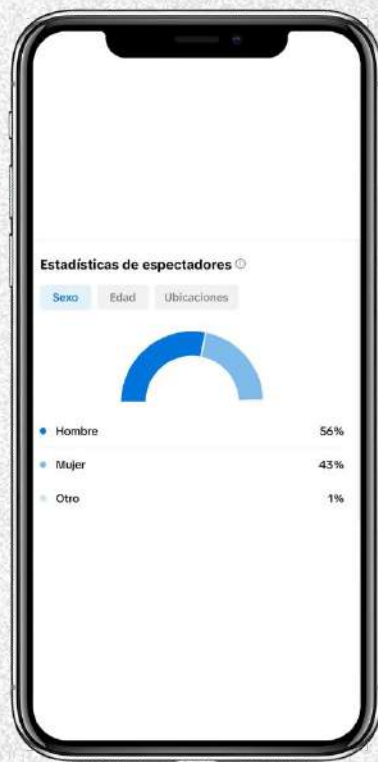 Estadísticas de espectadores
Sexo Edad Ubicaciones
Hombre 56%
Mujer 43%
Otro 1%